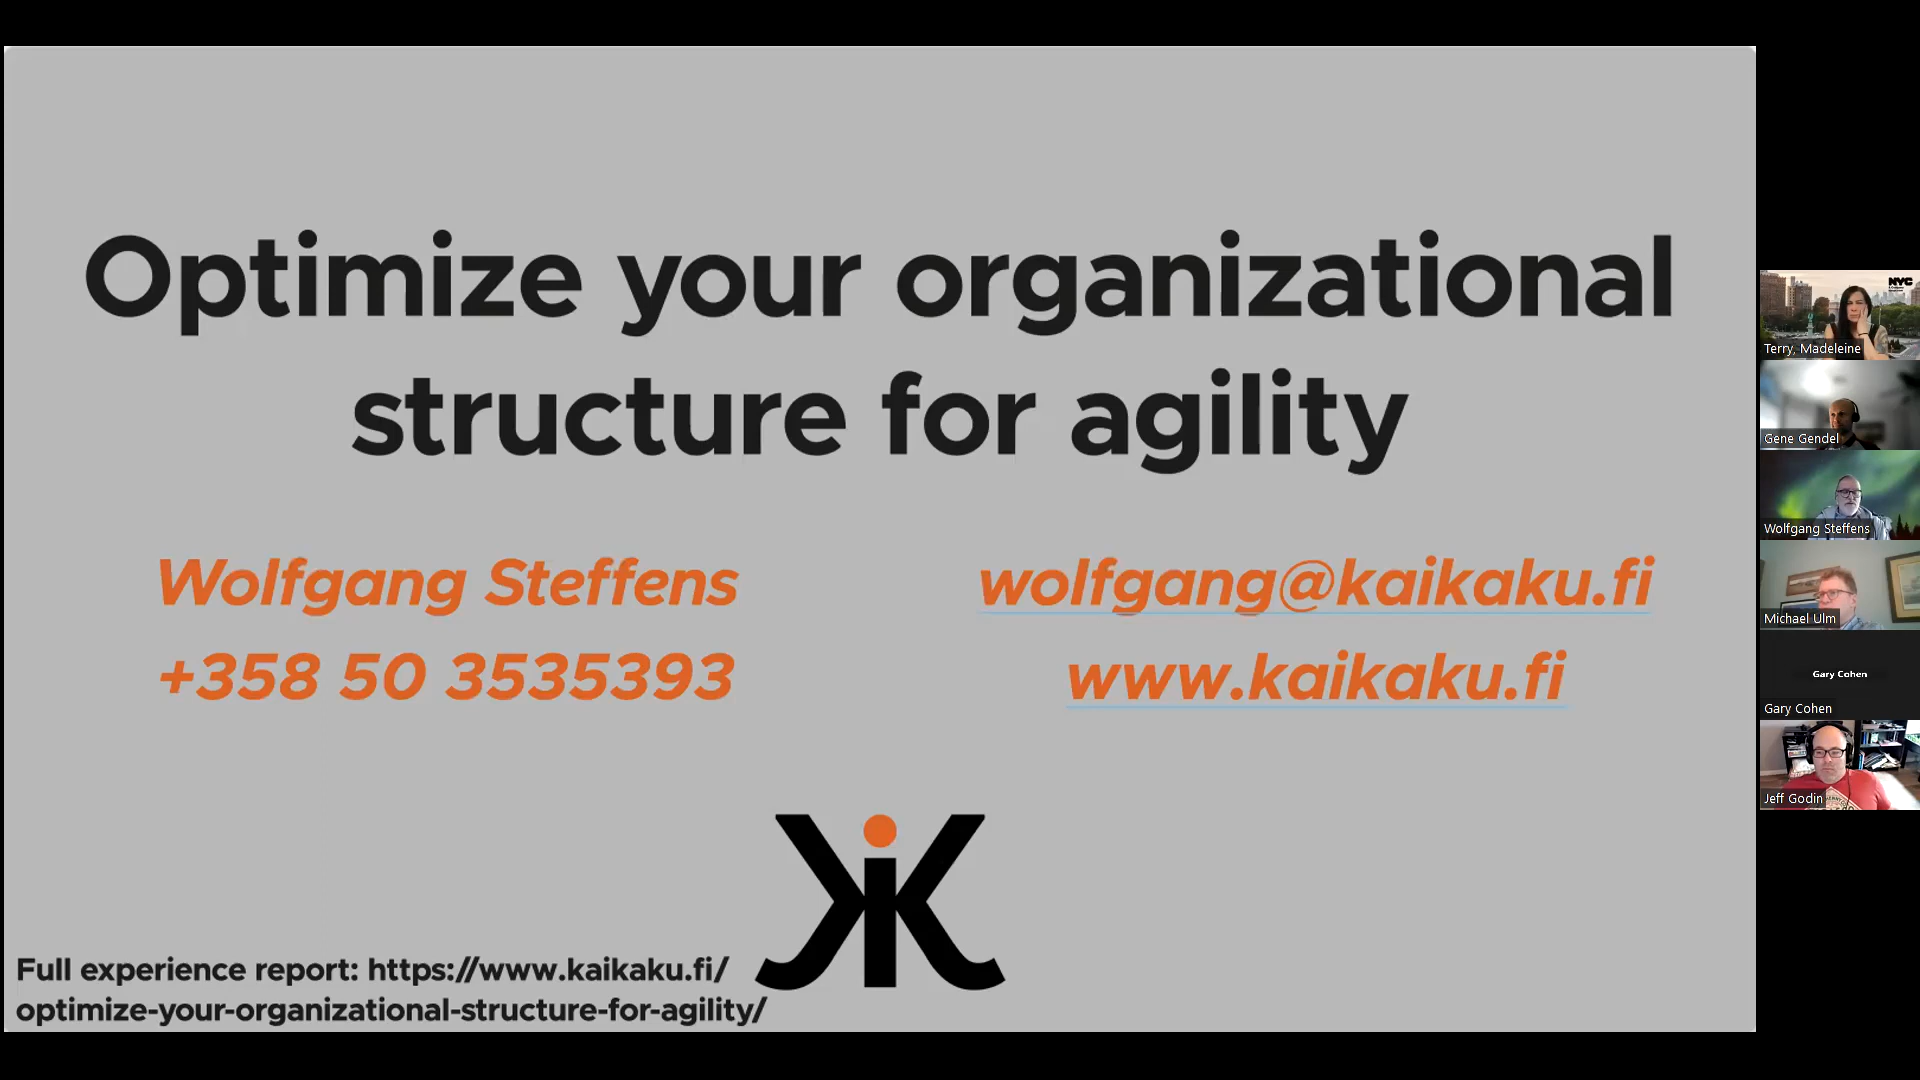 Optimize your organizational
structure for agility
Wolfgang Steffens
wolfgang@kaikaku.fi
+358 50 3535393
www.kaikaku.fi
Full experience report: https://www.kaikaku.fi/
optimize-your-organizational-structure-for-agility/
NYC
Terry, Madeleine
Gene Gendel
Wolfgang Steffens
Michael Ulm
Gary Cohen
Gary Cohen
Jeff Godin